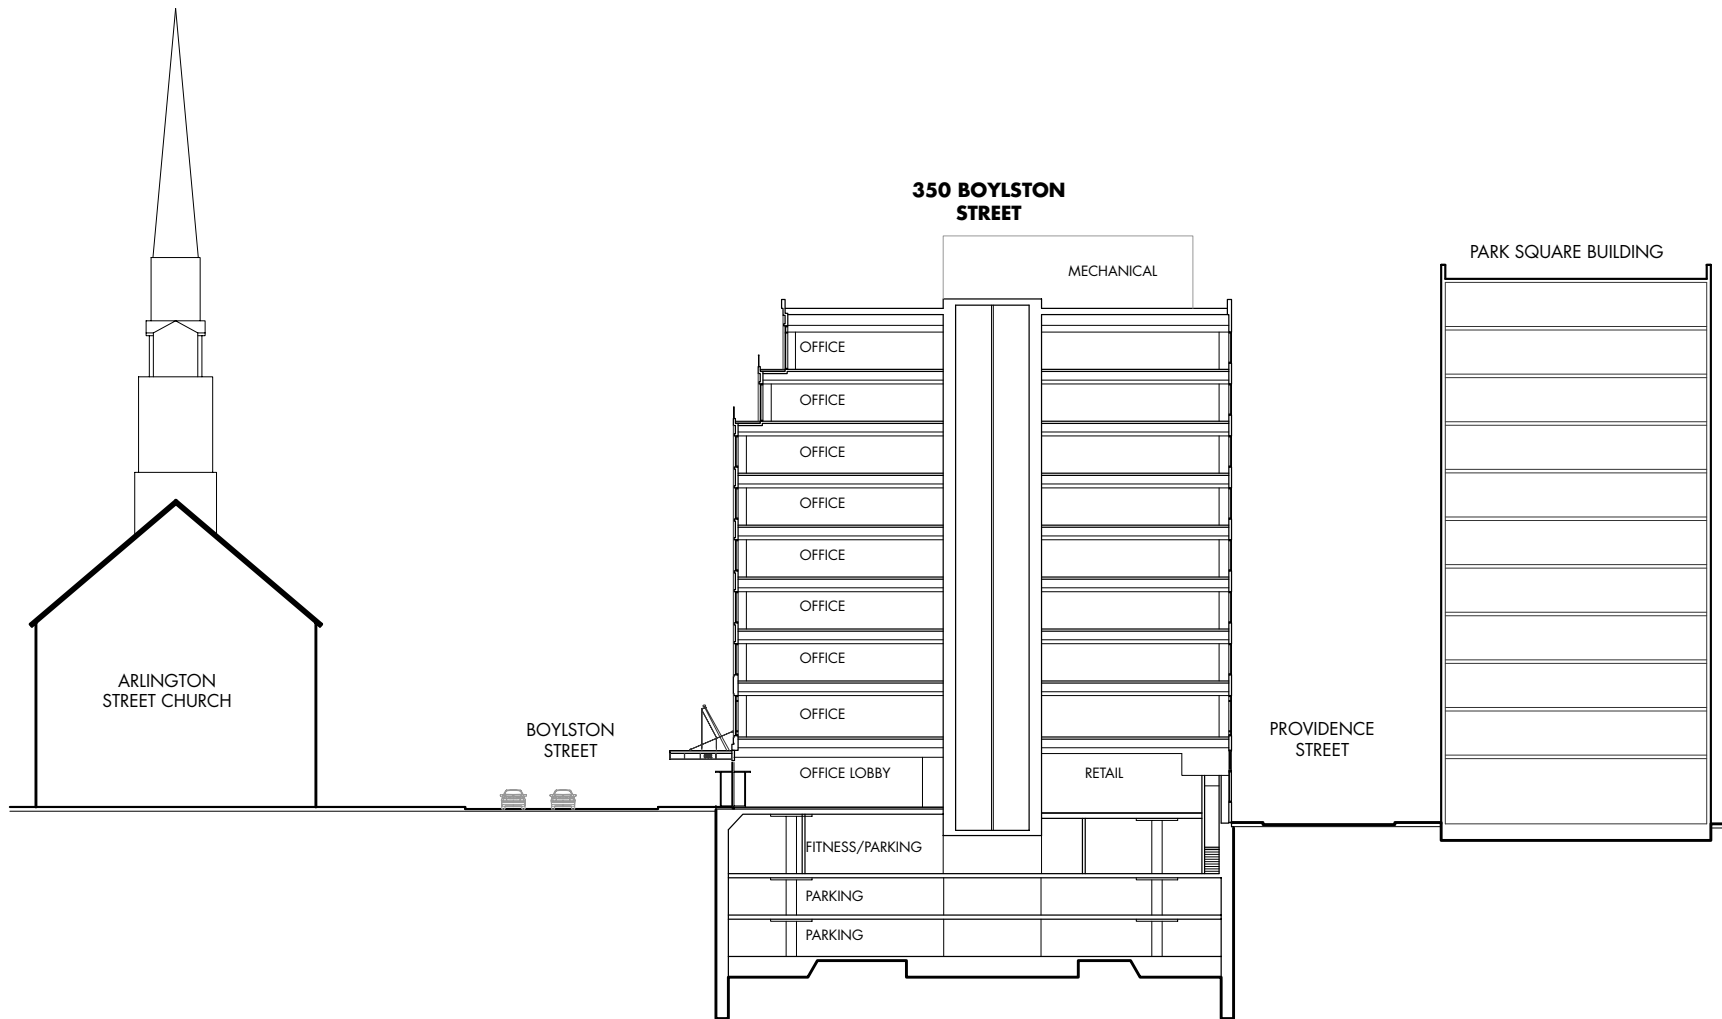 350 BOYLSTON
STREET
MECHANICAL
PARK SQUARE BUILDING
OFFICE
OFFICE
OFFICE
OFFICE
OFFICE
OFFICE
OFFICE
OFFICE
ARLINGTON
STREET CHURCH
BOYLSTON
STREET
PROVIDENCE
STREET
OFFICE LOBBY
RETAIL
FITNESS/PARKING
PARKING
PARKING